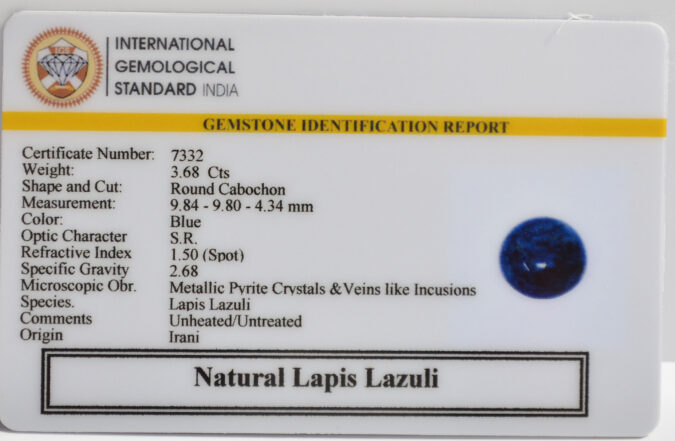 IGS
INTERNATIONAL
GEMOLOGICAL
STANDARD INDIA
GEMSTONE IDENTIFICATION REPORT
Certificate Number: 7332
Weight: 3.68 Cts
Shape and Cut: Round Cabochon
Measurement: 9.84 - 9.80 - 4.34 mm
Color: Blue
Optic Character S.R.
Refractive Index 1.50 (Spot)
Specific Gravity 2.68
Microscopic Obr. Metallic Pyrite Crystals &Veins like Incusions
Species. Lapis Lazuli
Comments Unheated/Untreated
Origin Irani
Natural Lapis Lazuli